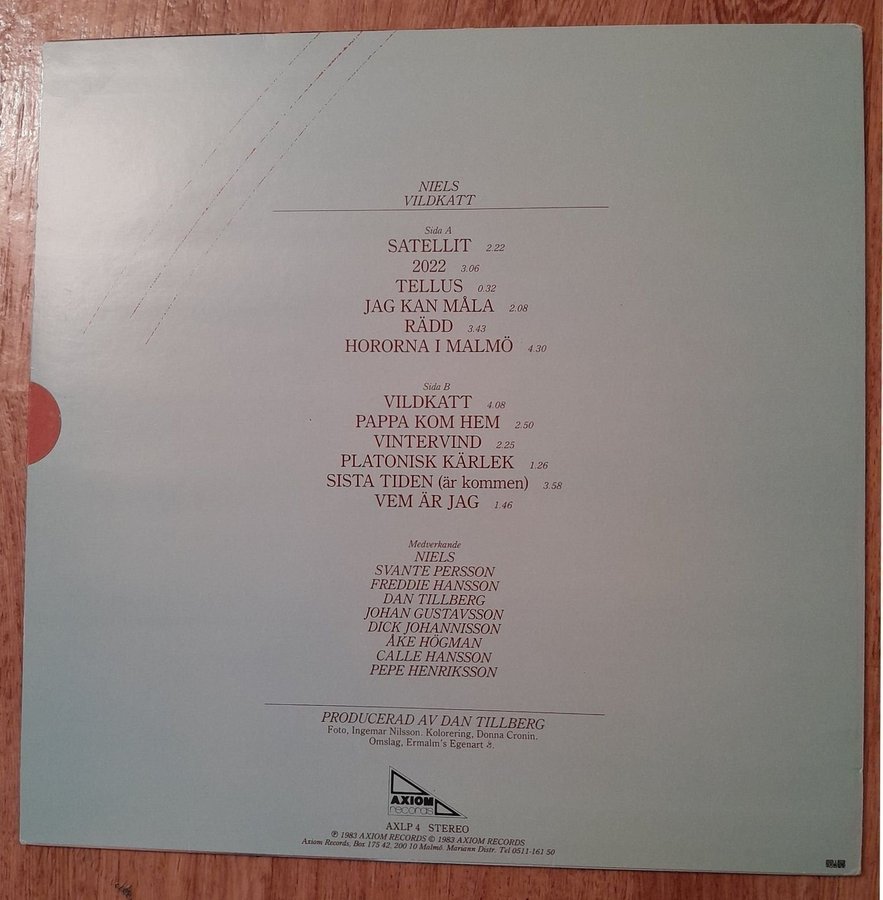 NIELS
VILDKATT
Sida A
SATELLIT 2.22
2022 3.06
TELLUS 0.32
JAG KAN MÅLA 2.08
RÄDD 3.43
HORORNA I MALMÖ 4.30
Sida B
VILDKATT 4.08
PAPPA KOM HEM 2.50
VINTERVIND 2.25
PLATONISK KÄRLEK 1.26
SISTA TIDEN (är kommen) 3.58
VEM ÄR JAG 1.46
Medverkande
NIELS
SVANTE PERSSON
FREDDIE HANSSON
DAN TILLBERG
JOHAN GUSTAVSSON
DICK JOHANNISSON
ÅKE HÖGMAN
CALLE HANSSON
PEPE HENRIKSSON
PRODUCERAD AV DAN TILLBERG
Foto, Ingemar Nilsson. Kolorering, Donna Cronin.
Omslag, Ermalm's Egenart
AXIOM
records
AXLP 4 STEREO
℗ 1983 AXIOM RECORDS © 1983 AXIOM RECORDS
Axiom Records, Box 175 42, 200 10 Malmö. Mariann Distr. Tel 0511-161 50